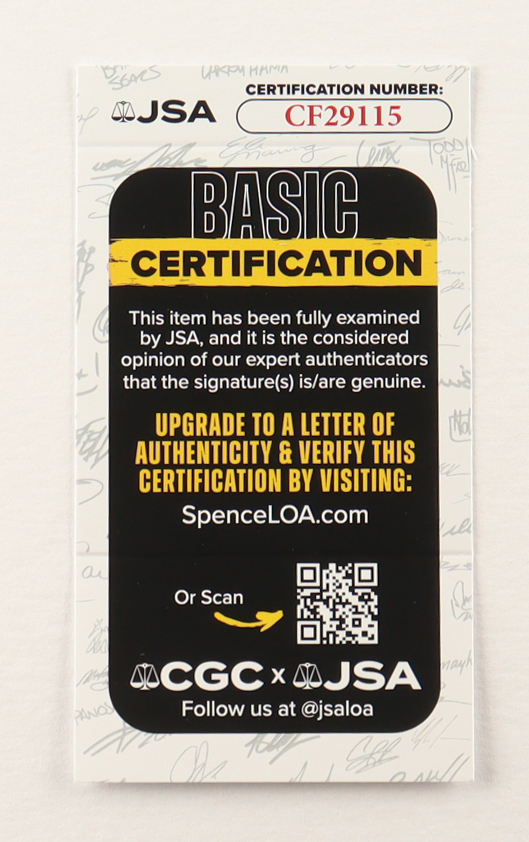 CERTIFICATION NUMBER:
JSA
CF29115
BASIC
CERTIFICATION
This item has been fully examined
by JSA, and it is the considered
opinion of our expert authenticators
that the signature(s) is/are genuine.
UPGRADE TO A LETTER OF
AUTHENTICITY & VERIFY THIS
CERTIFICATION BY VISITING:
SpenceLOA.com
Or Scan
CGC x JSA
Follow us at @jsaloa